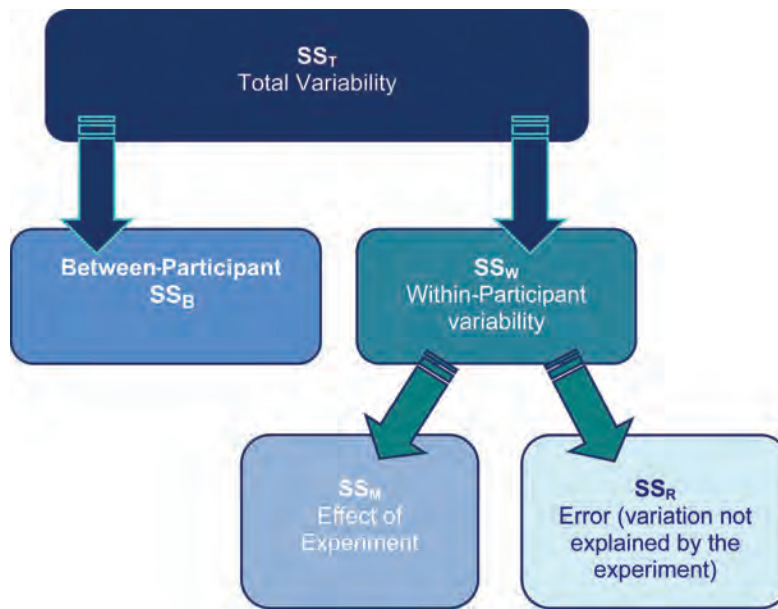 SST
Total Variability
Between-Participant
SSB
SSW
Within-Participant
variability
SSM
Effect of
Experiment
SSR
Error (variation not
explained by the
experiment)